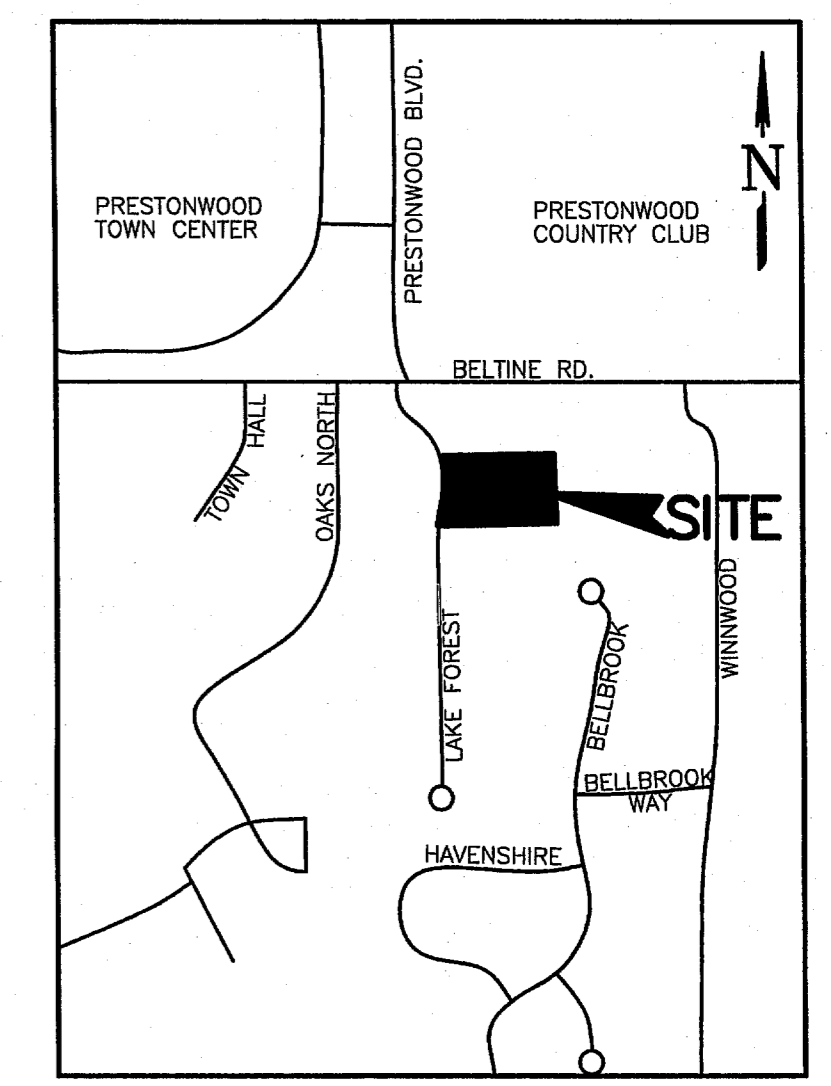 PRESTONWOOD BLVD.
N
PRESTONWOOD
TOWN CENTER
PRESTONWOOD
COUNTRY CLUB
BELTINE RD.
TOWN HALL
OAKS NORTH
SITE
WINNWOOD
LAKE FOREST
BELLBROOK
BELLBROOK
WAY
HAVENSHIRE